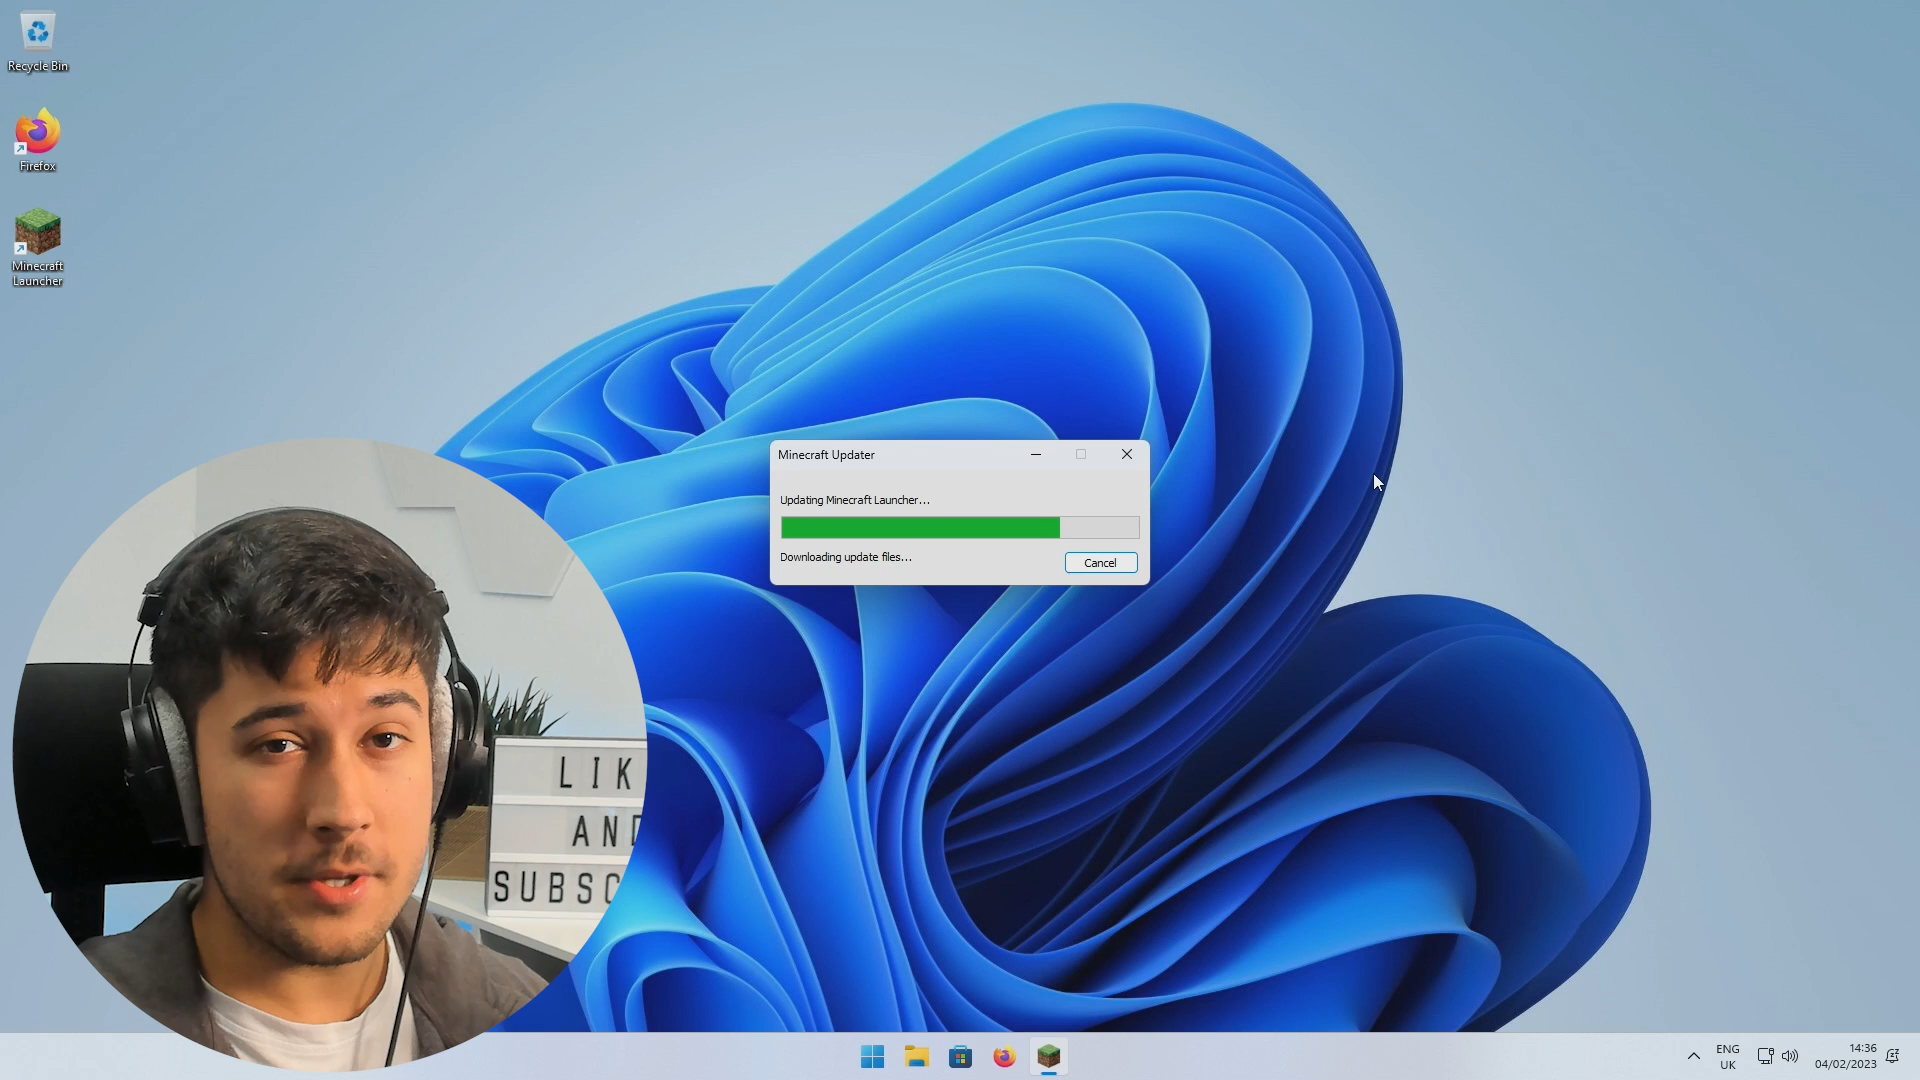 Recycle Bin
Firefox
Minecraft
Launcher
Minecraft Updater
Updating Minecraft Launcher...
Downloading update files...
Cancel
LIK
AND
SUBSC
ENG
UK
14:36
04/02/2023